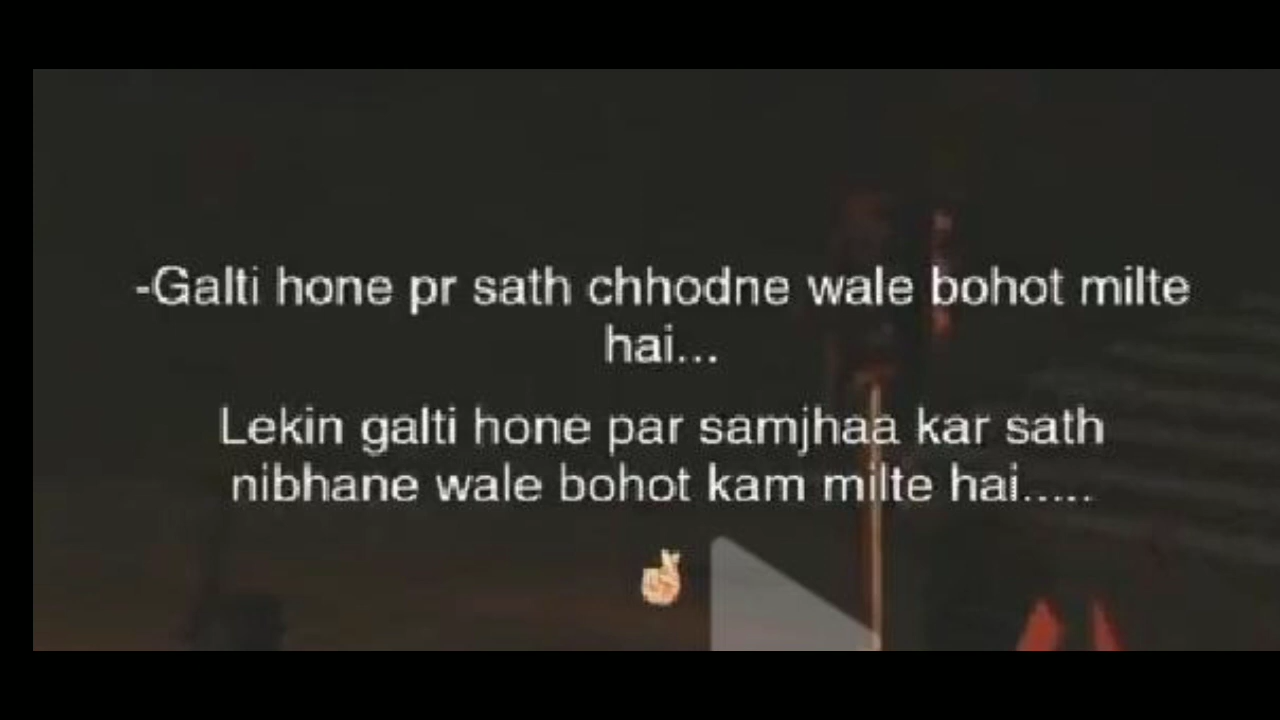 -Galti hone pr sath chhodne wale bohot milte
hai...
Lekin galti hone par samjhaa kar sath
nibhane wale bohot kam milte hai.....
🤞🏻